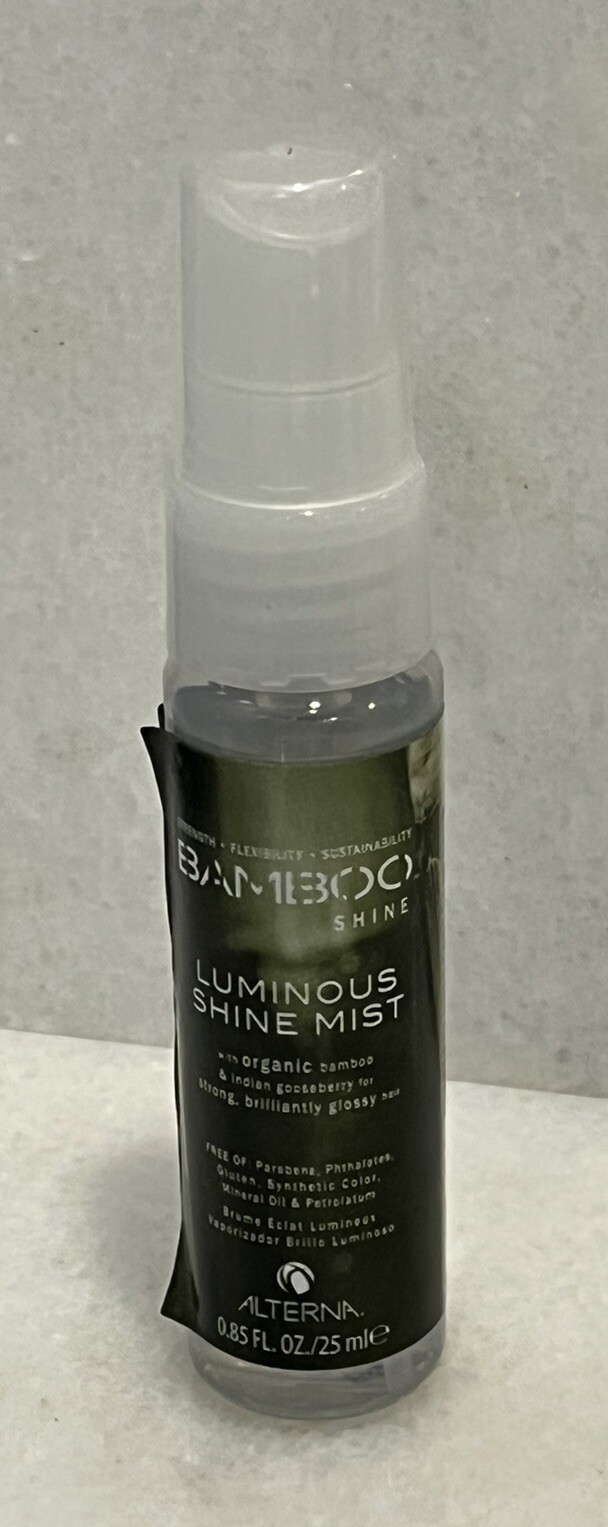 STRENGTH • FLEXIBILITY • SUSTAINABILITY
BAMBOO
SHINE
LUMINOUS
SHINE MIST
with organic bamboo
& indian gooseberry for
strong, brilliantly glossy hair
FREE OF: Parabens, Phthalates,
Gluten, Synthetic Color,
Mineral Oil & Petrolatum
Brume Éclat Lumineux
Vaporizador Brillo Luminoso
ALTERNA.
0.85 FL. OZ./25 ml℮